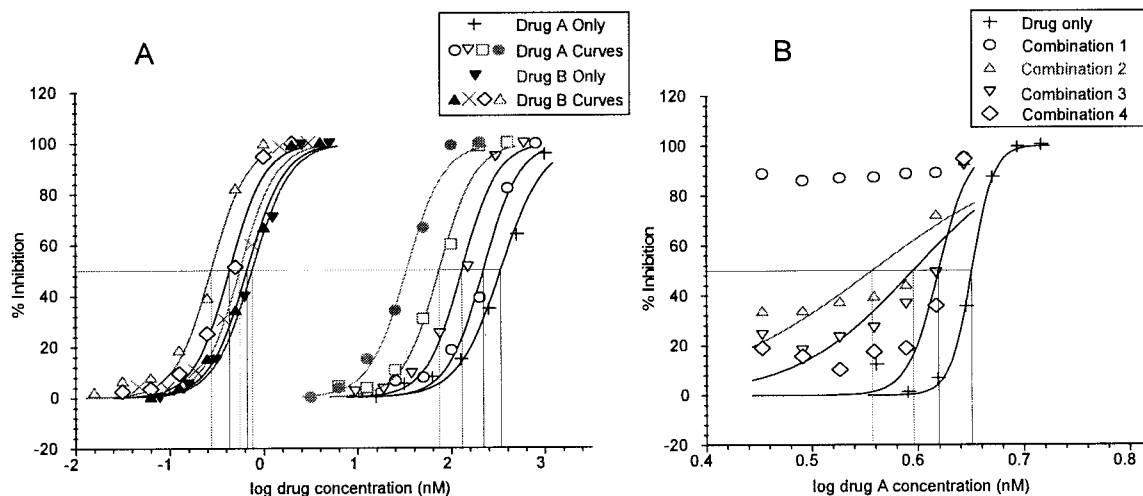 A
Drug A Only
Drug A Curves
Drug B Only
Drug B Curves
120
100
80
60
40
20
0
-20
% Inhibition
-2
-1
0
1
2
3
log drug concentration (nM)
B
Drug only
Combination 1
Combination 2
Combination 3
Combination 4
120
100
80
60
40
20
0
-20
% Inhibition
0.4
0.5
0.6
0.7
0.8
log drug A concentration (nM)